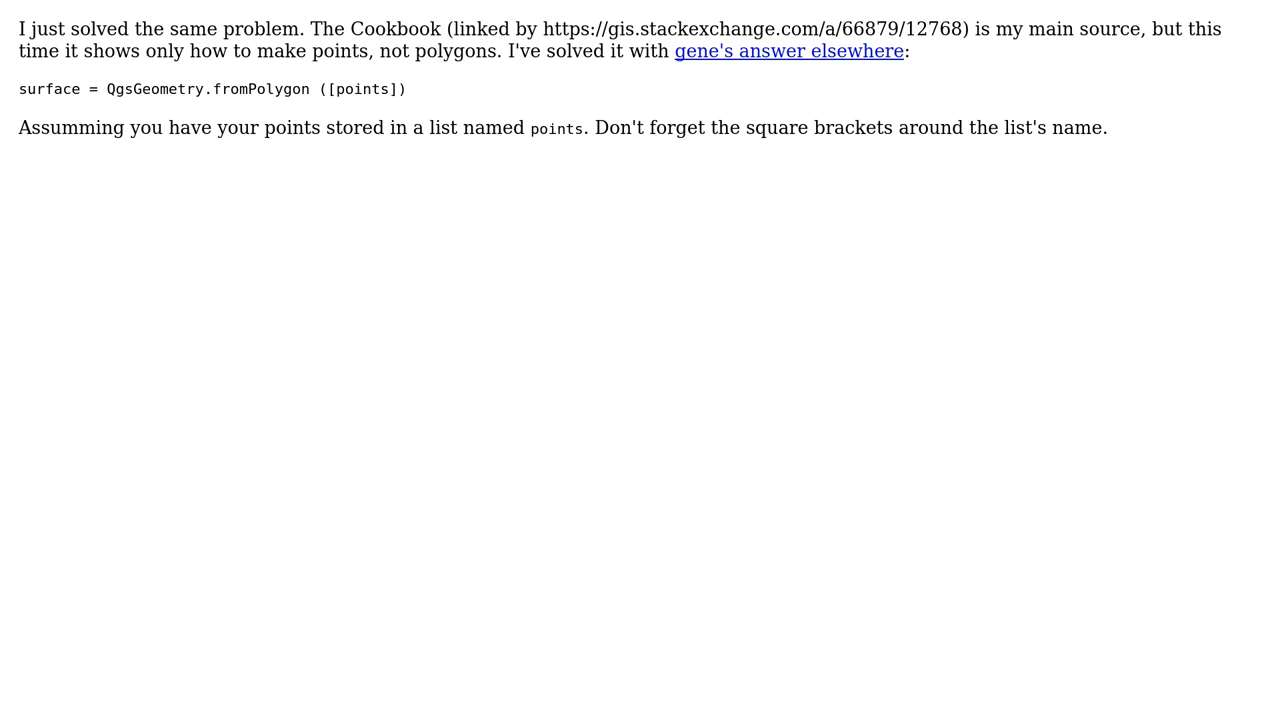 I just solved the same problem. The Cookbook (linked by https://gis.stackexchange.com/a/66879/12768) is my main source, but this
time it shows only how to make points, not polygons. I've solved it with gene's answer elsewhere:
surface = QgsGeometry.fromPolygon ([points])
Assumming you have your points stored in a list named points. Don't forget the square brackets around the list's name.